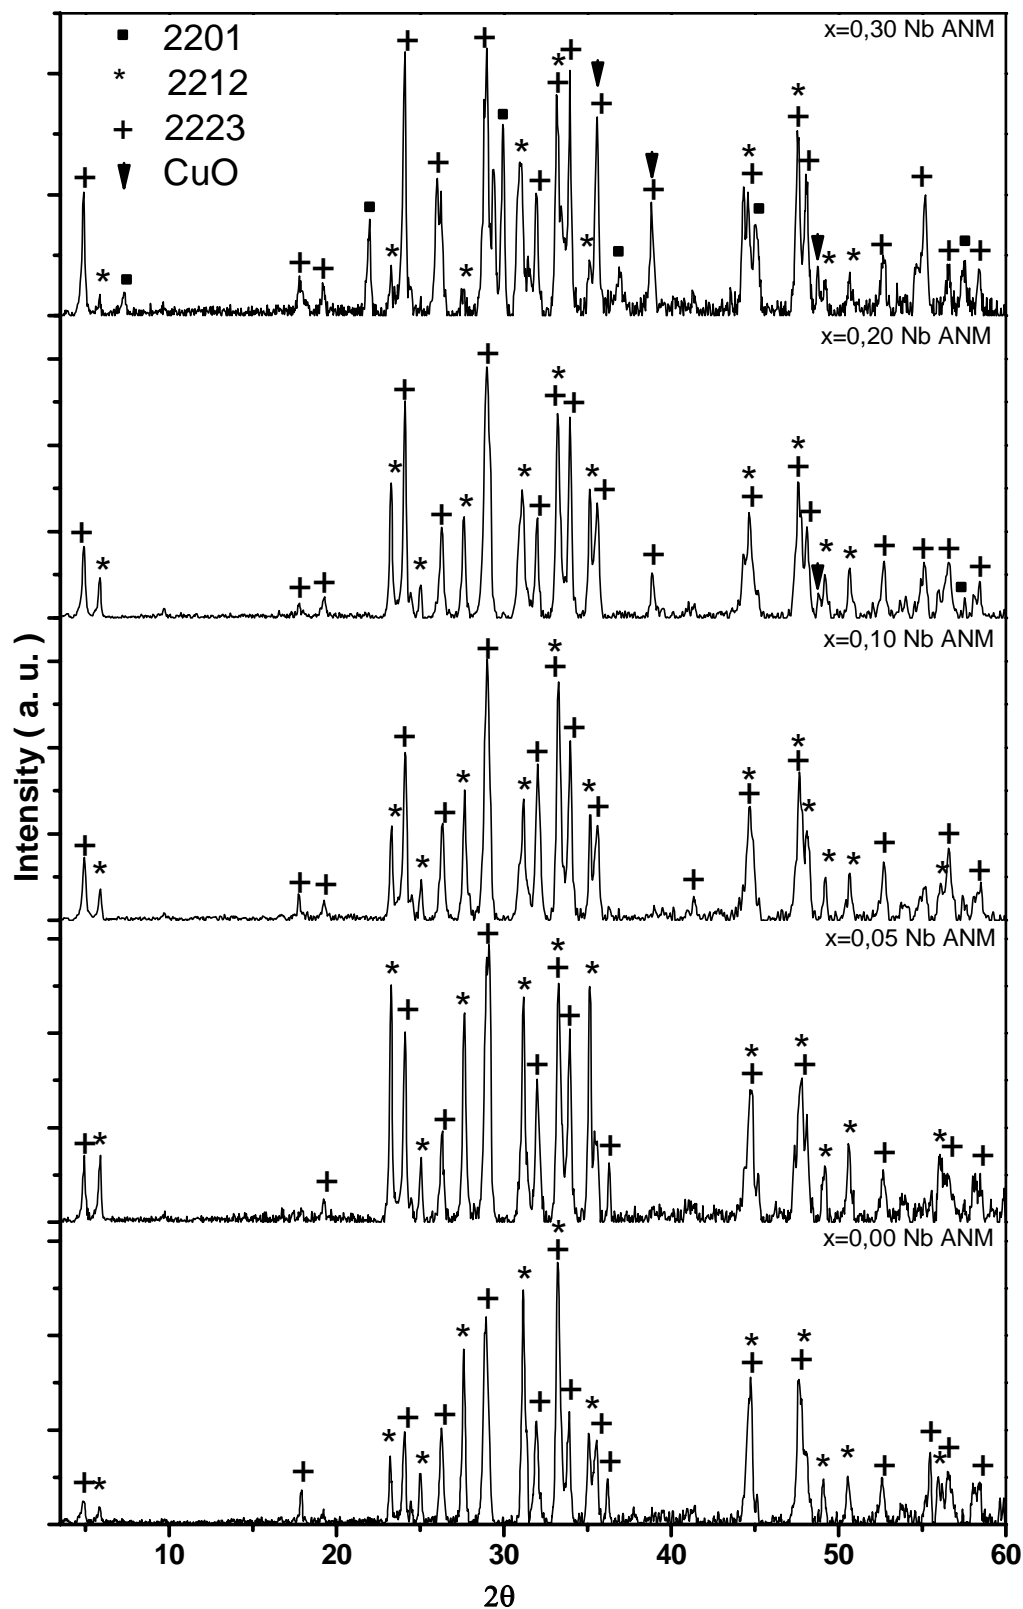 2201
2212
2223
CuO
x=0,30 Nb ANM
x=0,20 Nb ANM
x=0,10 Nb ANM
x=0,05 Nb ANM
x=0,00 Nb ANM
Intensity ( a. u. )
10 20 30 40 50 60
2θ